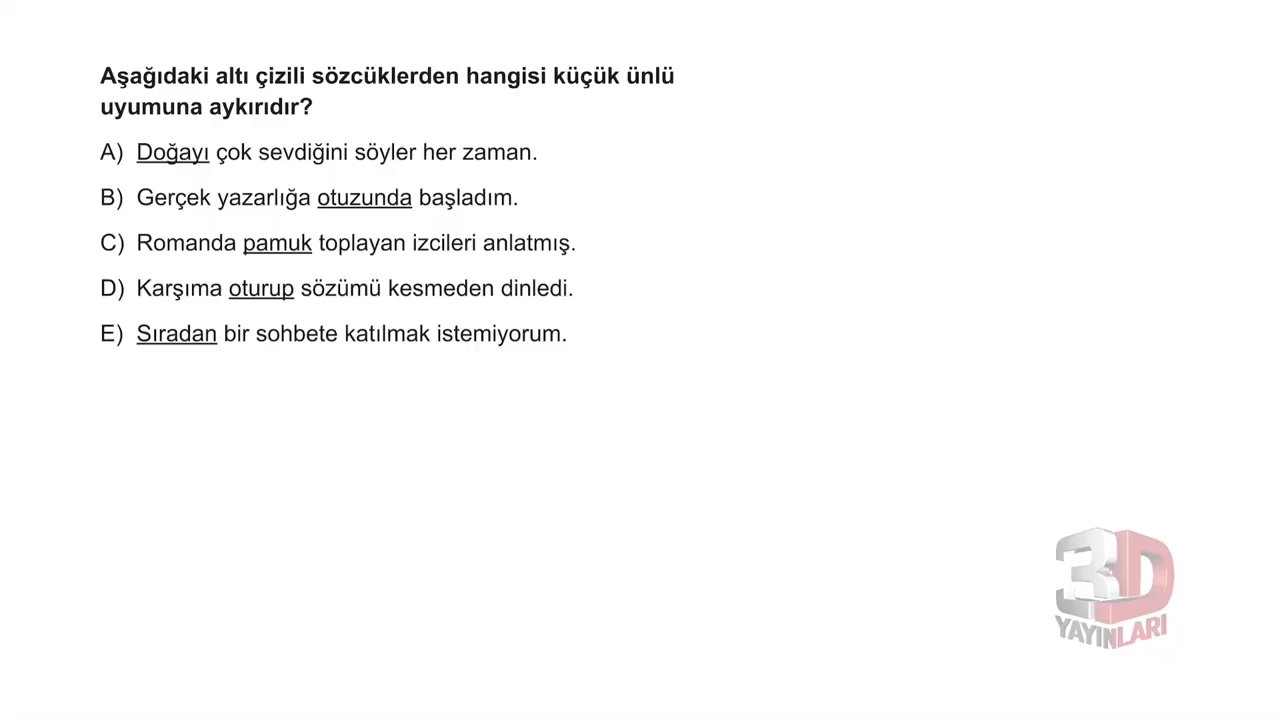 Aşağıdaki altı çizili sözcüklerden hangisi küçük ünlü
uyumuna aykırıdır?
A) Doğayı çok sevdiğini söyler her zaman.
B) Gerçek yazarlığa otuzunda başladım.
C) Romanda pamuk toplayan izcileri anlatmış.
D) Karşıma oturup sözümü kesmeden dinledi.
E) Sıradan bir sohbete katılmak istemiyorum.
3D
YAYINLARI